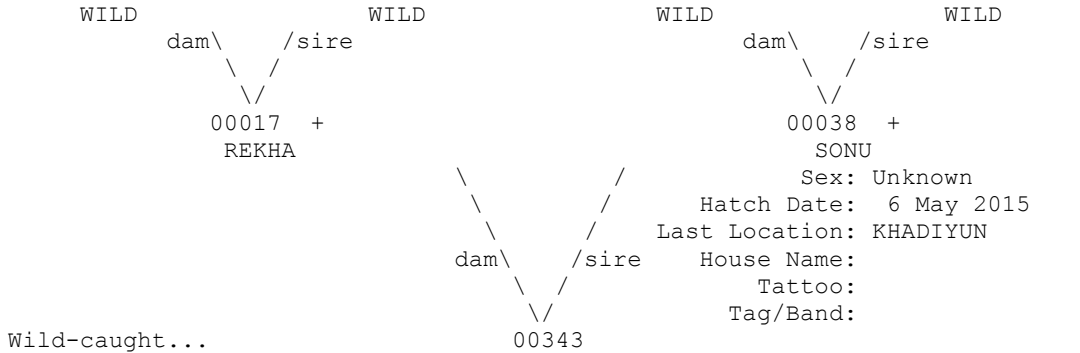 WILD WILD WILD WILD
dam\ /sire dam\ /sire
\ / \ /
\/ \/
00017 + 00038 +
REKHA SONU
\ / Sex: Unknown
\ / Hatch Date: 6 May 2015
\ / Last Location: KHADIYUN
dam\ /sire House Name:
\ / Tattoo:
\/ Tag/Band:
Wild-caught... 00343